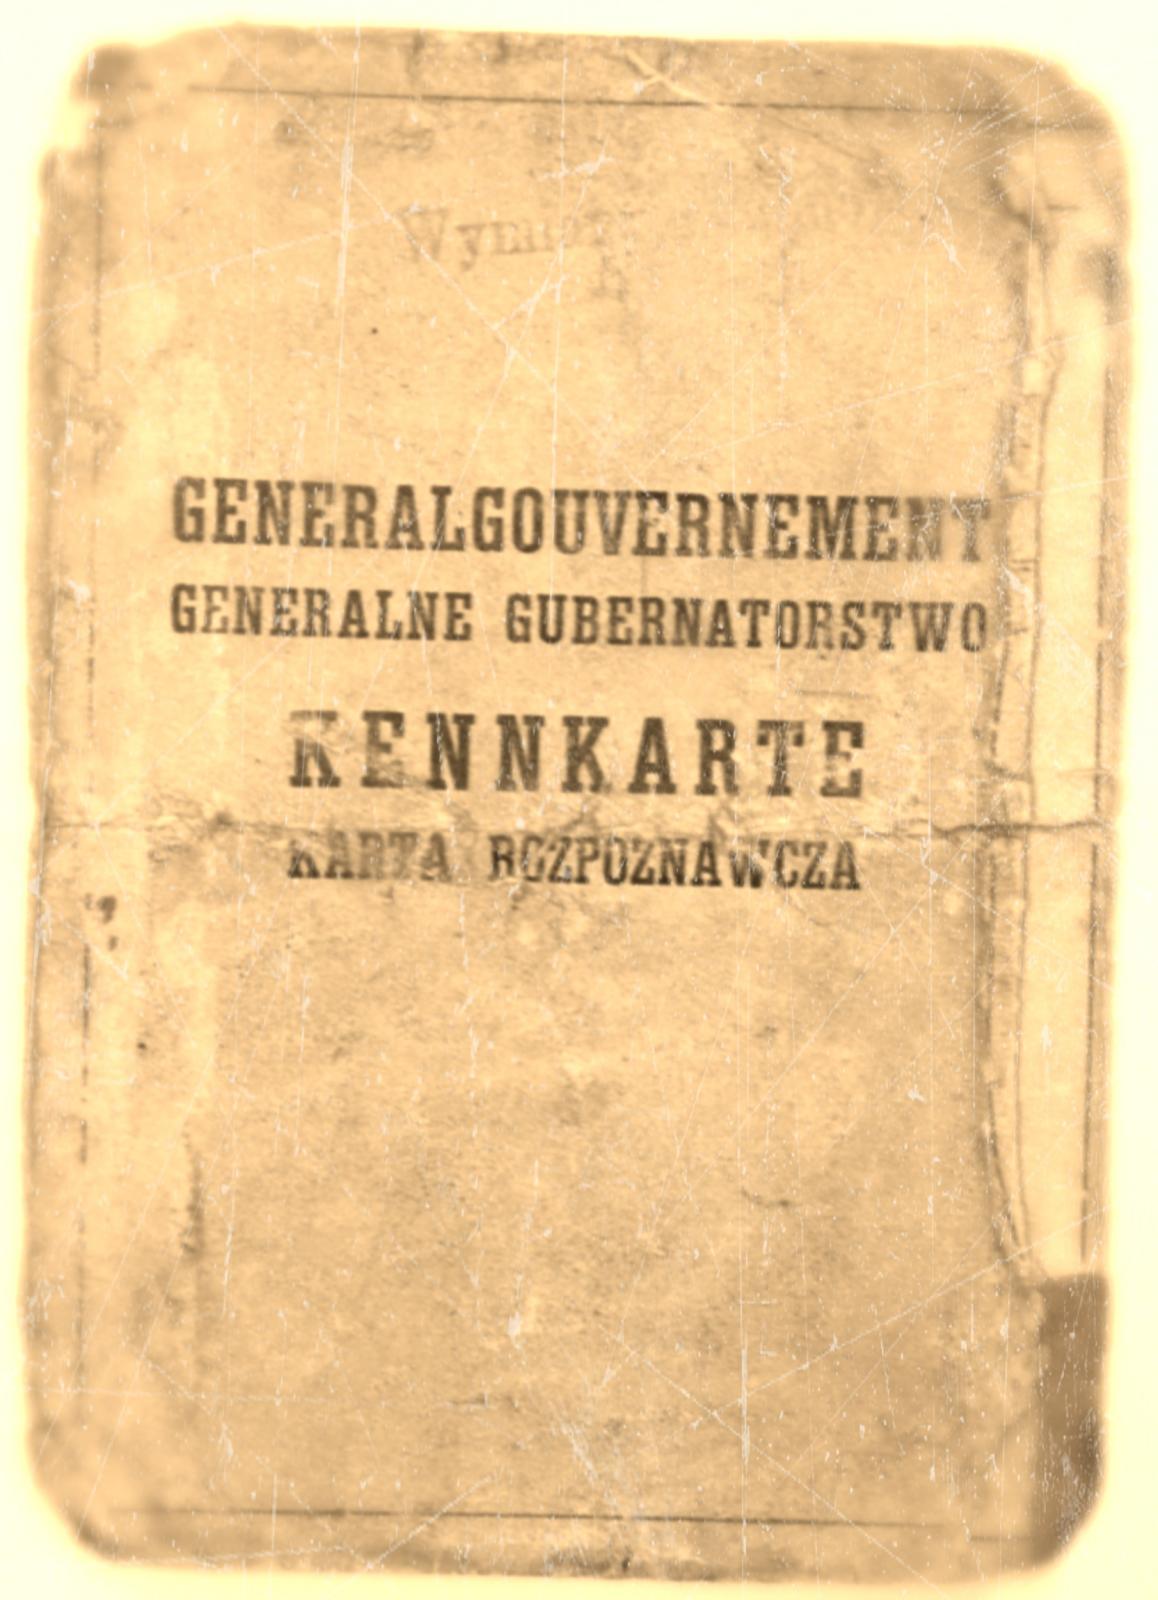 GENERALGOUVERNEMENT
GENERALNE GUBERNATORSTWO
KENNKARTE
KARTA ROZPOZNAWCZA